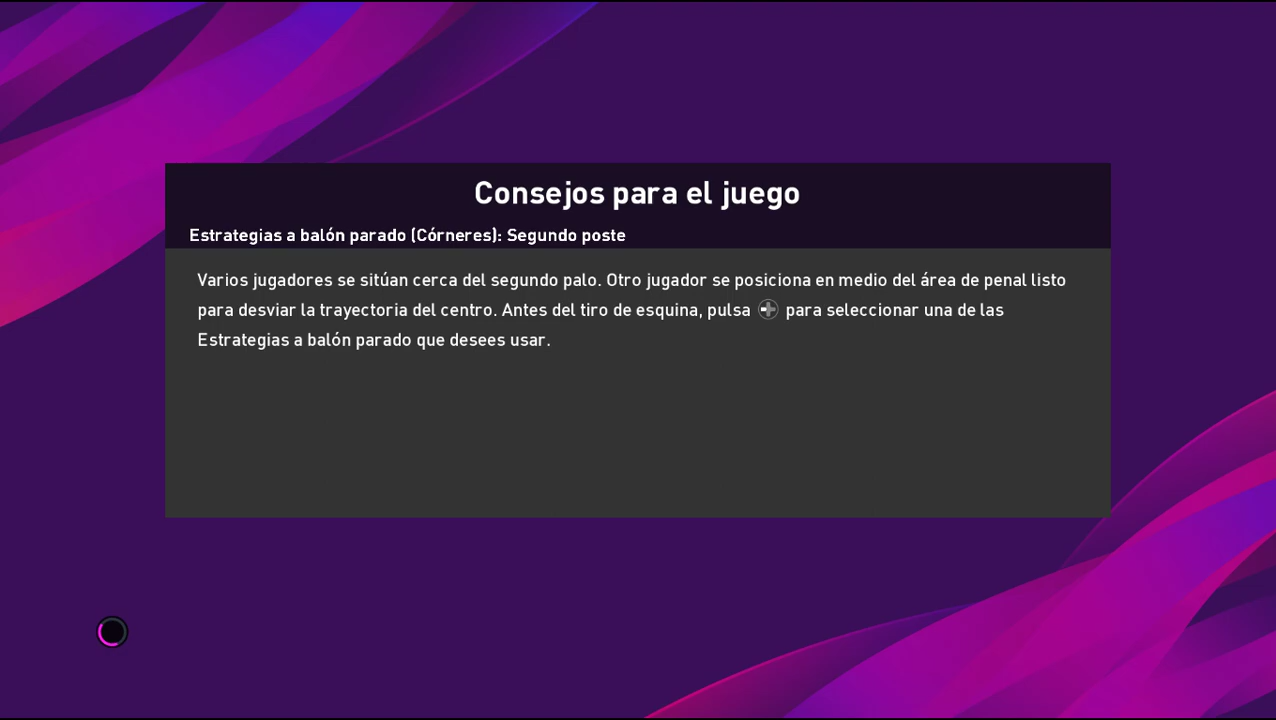 Consejos para el juego
Estrategias a balón parado (Córneres): Segundo poste
Varios jugadores se sitúan cerca del segundo palo. Otro jugador se posiciona en medio del área de penal listo
para desviar la trayectoria del centro. Antes del tiro de esquina, pulsa para seleccionar una de las
Estrategias a balón parado que desees usar.